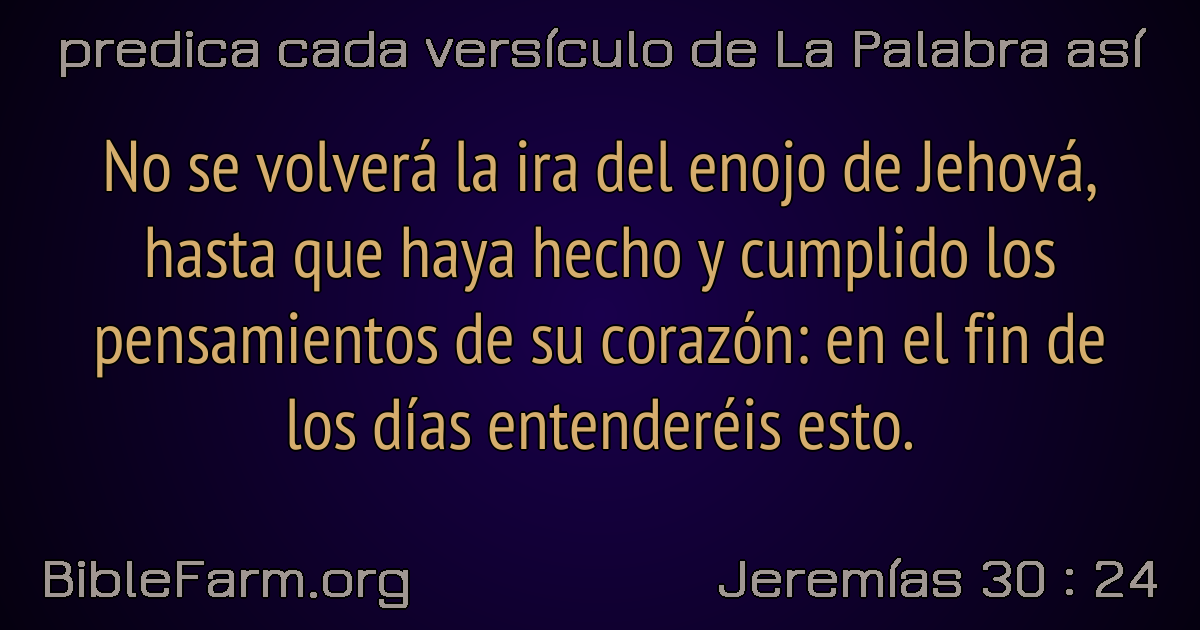 predica cada versículo de La Palabra así
No se volverá la ira del enojo de Jehová,
hasta que haya hecho y cumplido los
pensamientos de su corazón: en el fin de
los días entenderéis esto.
BibleFarm.org
Jeremías 30 : 24